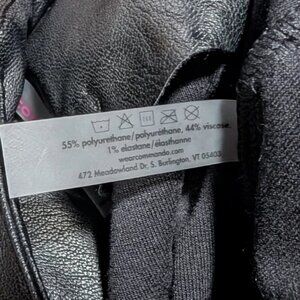 55% polyurethane/polyuréthane, 44% viscose,
1% elastane/élasthanne
wearcommando.com
472 Meadowland Dr, S. Burlington, VT 05403